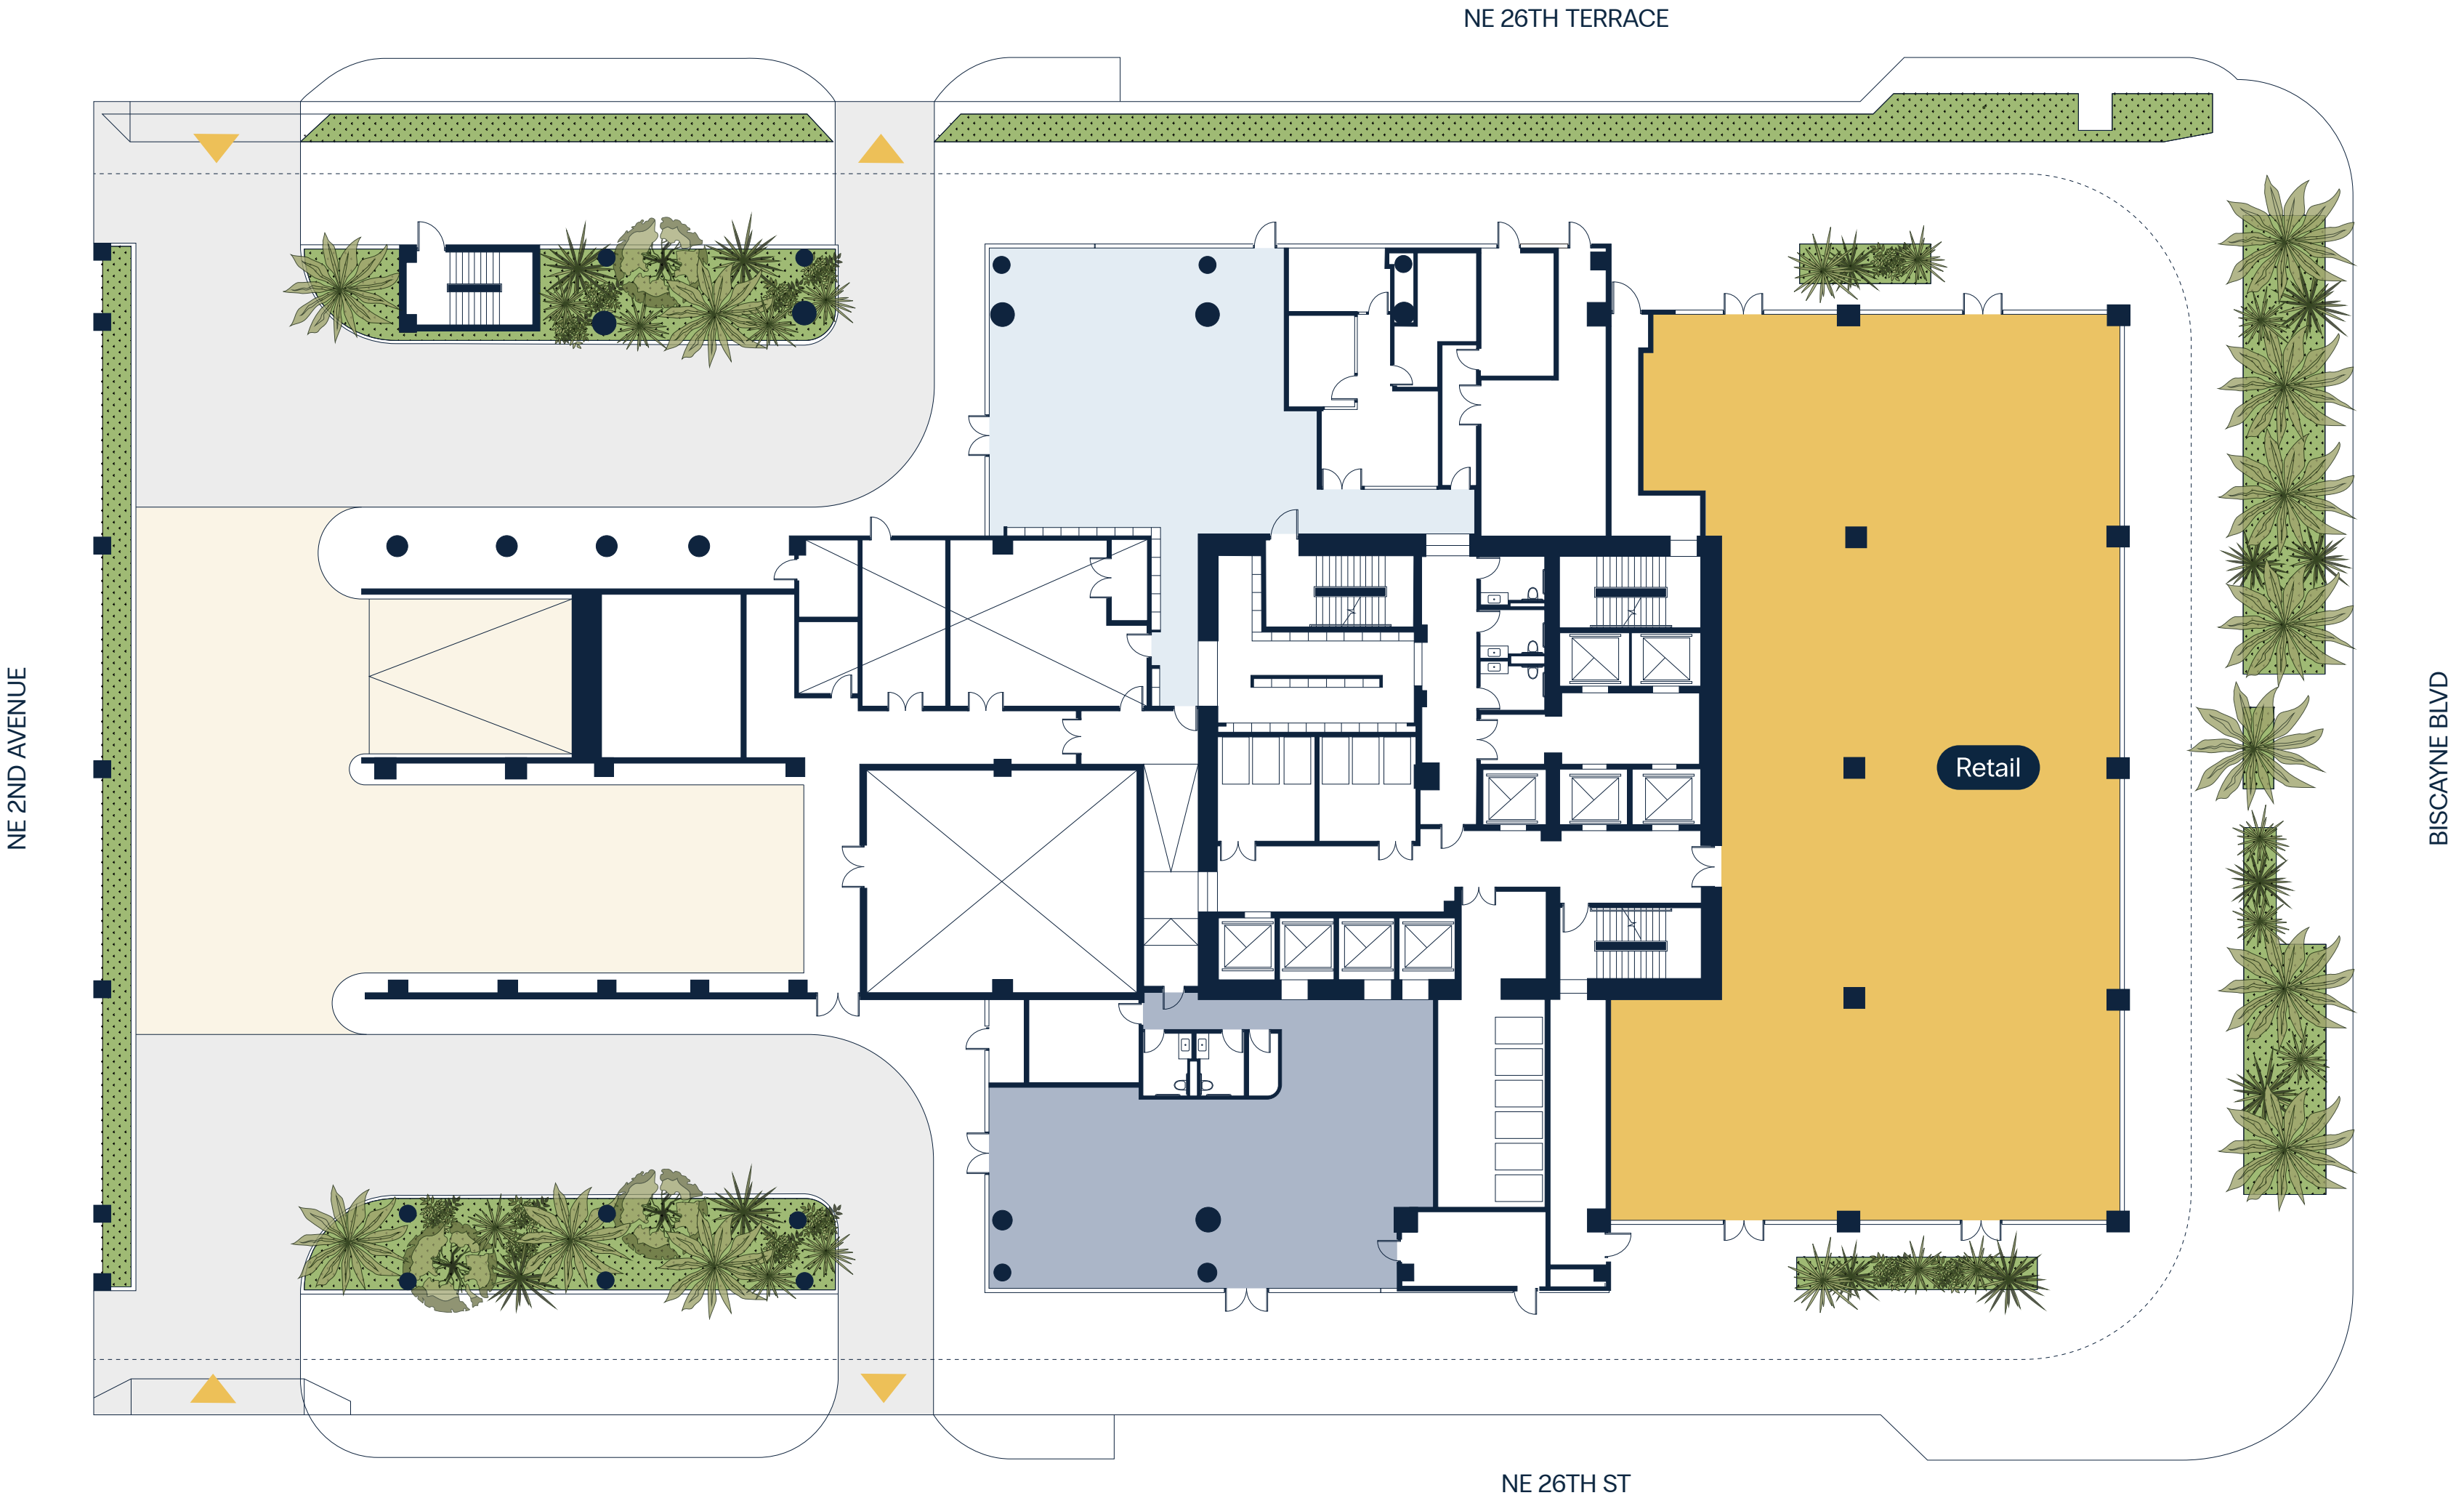 NE 26TH TERRACE
NE 2ND AVENUE
Retail
BISCAYNE BLVD
NE 26TH ST